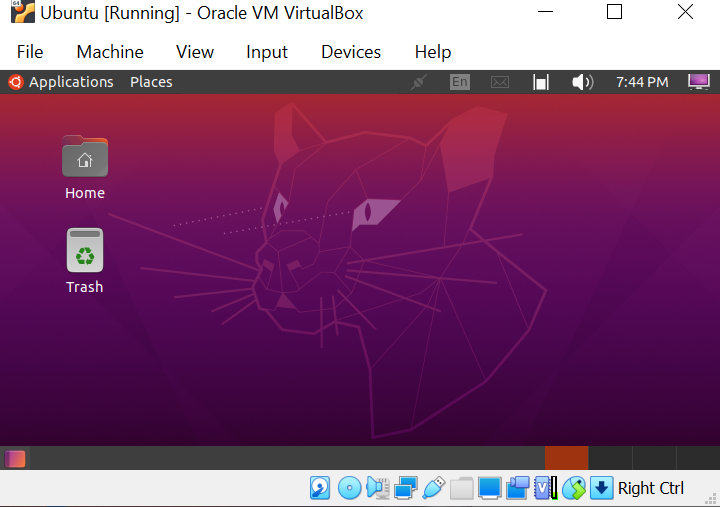 Ubuntu [Running] - Oracle VM VirtualBox
File Machine View Input Devices Help
Applications Places En 7:44 PM
Home
Trash
Right Ctrl